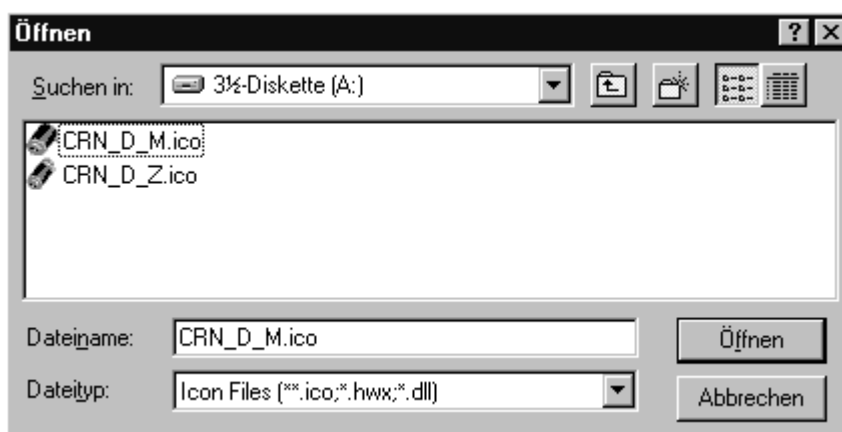 Öffnen
Suchen in: 3½-Diskette (A:)
CRN_D_M.ico
CRN_D_Z.ico
Dateiname: CRN_D_M.ico Öffnen
Dateityp: Icon Files (**.ico;*.hwx;*.dll) Abbrechen